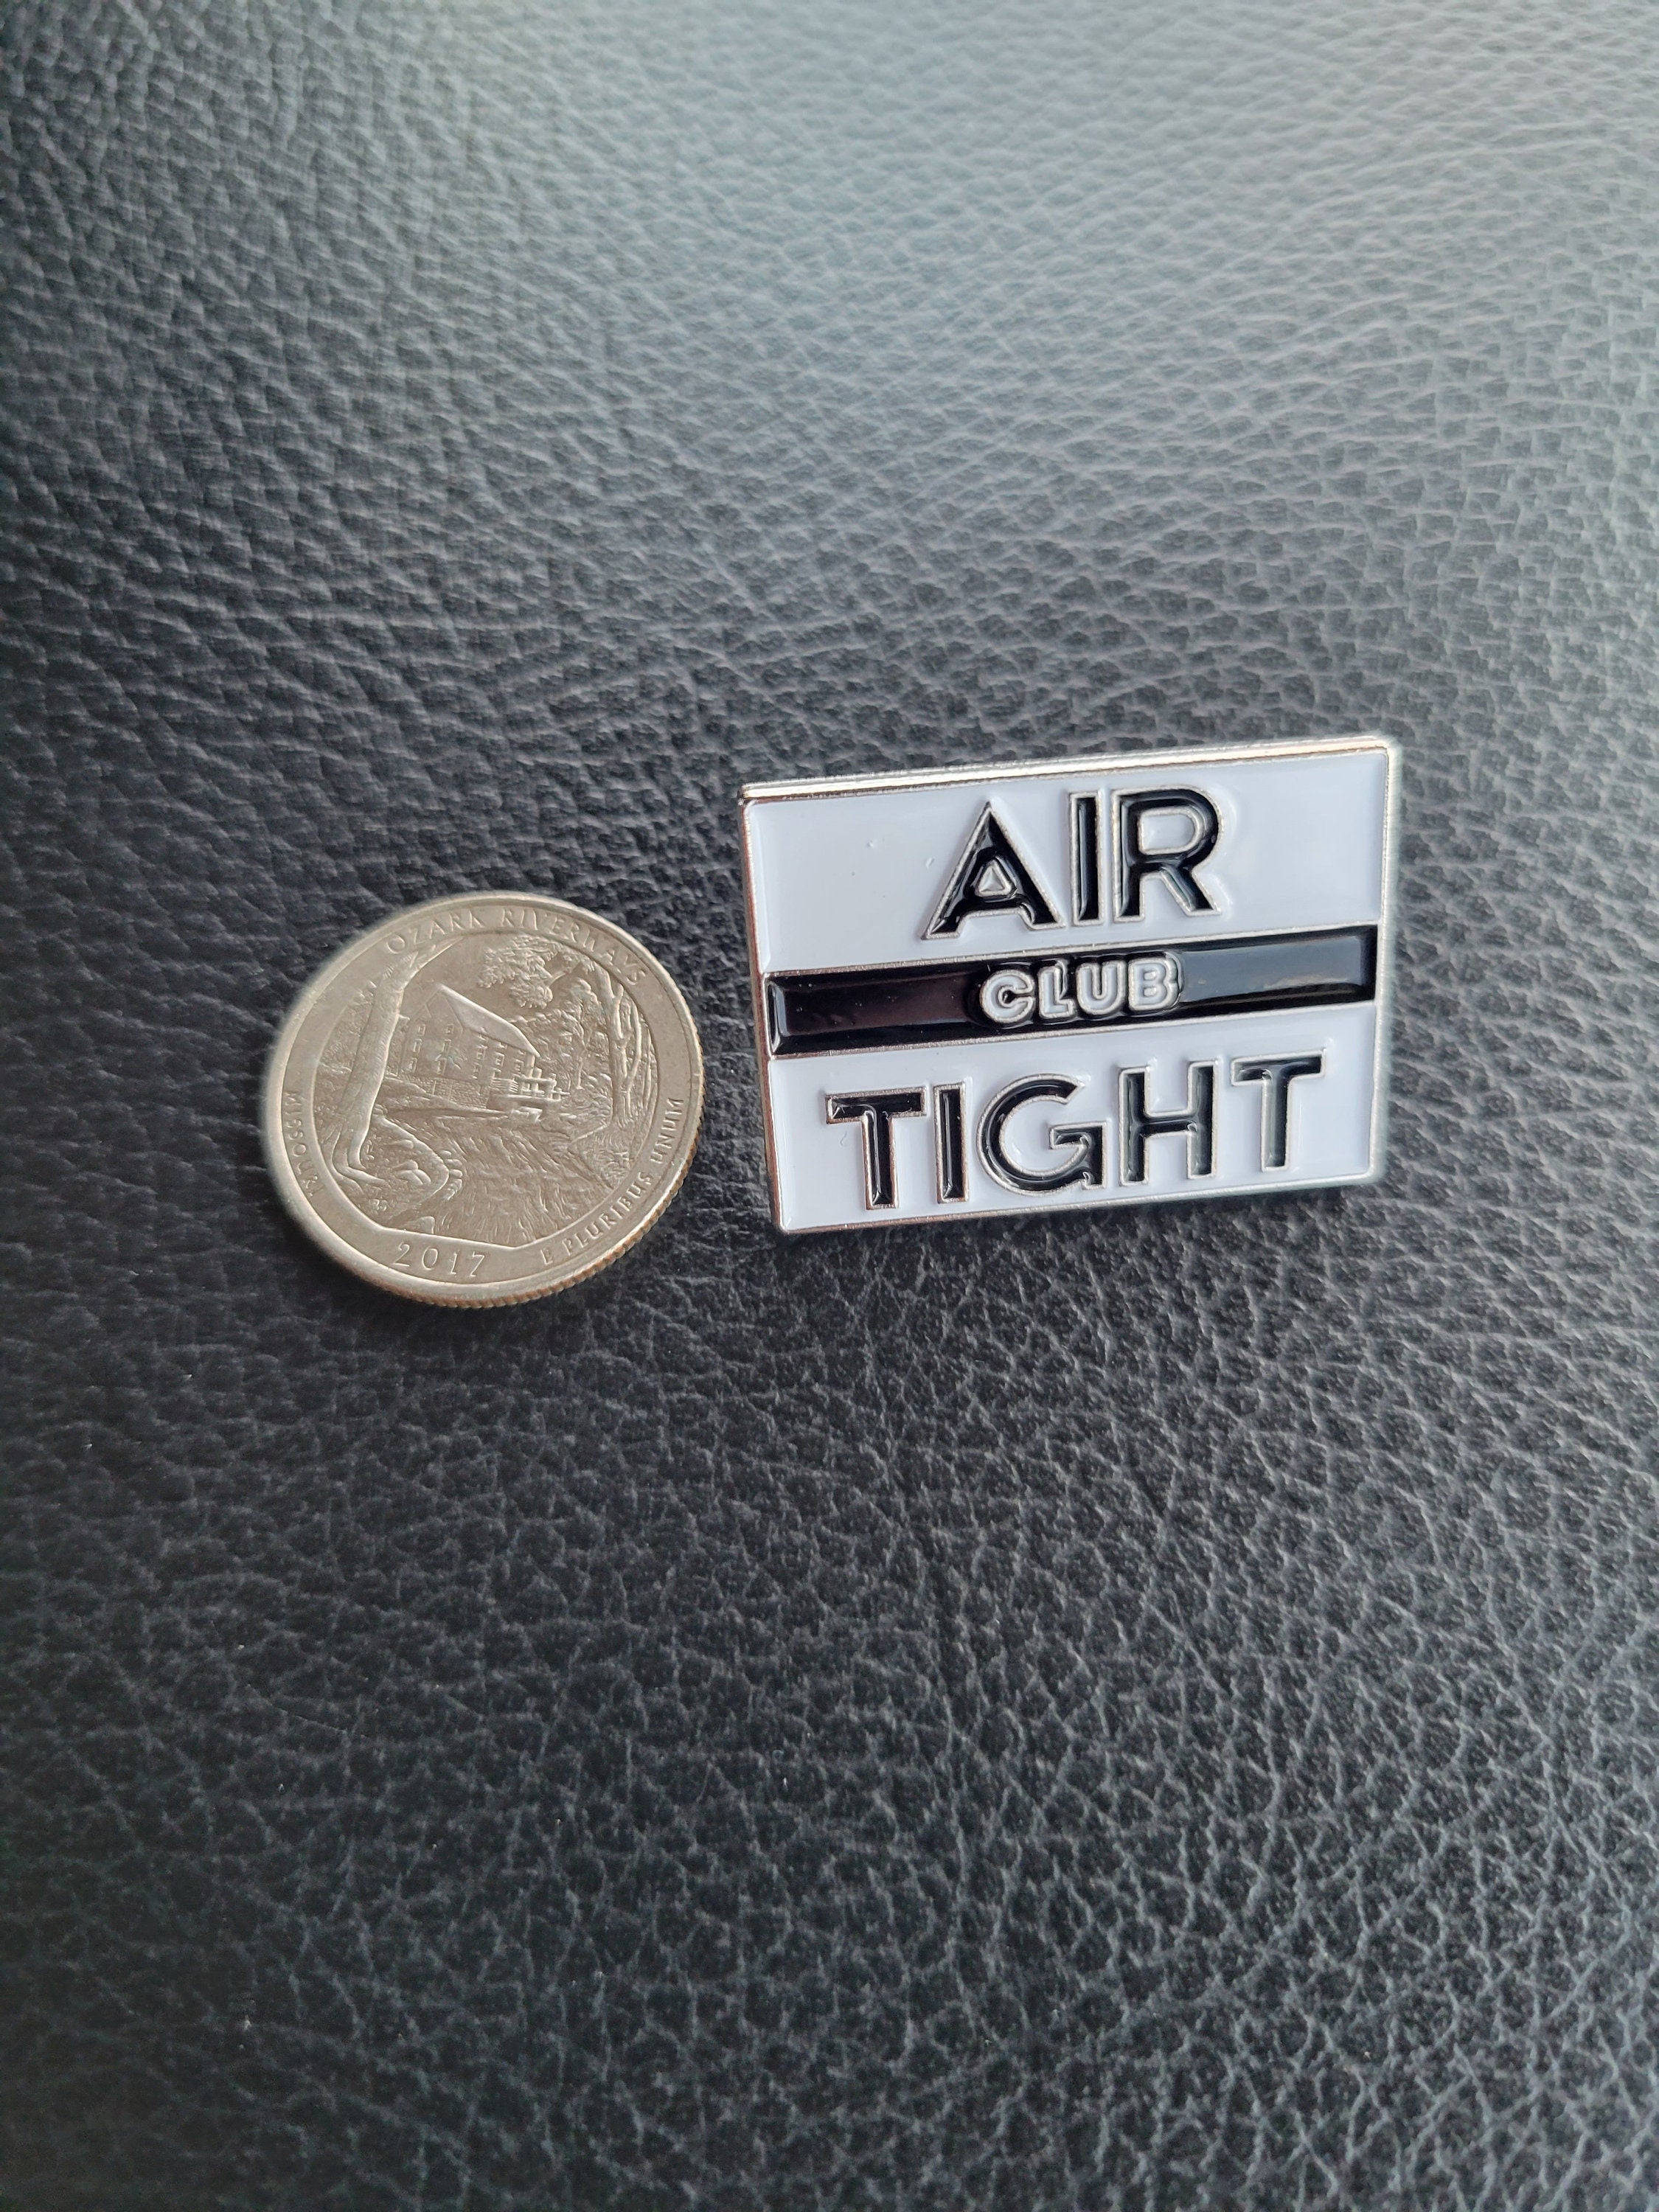 OZARK RIVERWAYS
MISSOURI
2017
E PLURIBUS UNUM
AIR
CLUB
TIGHT